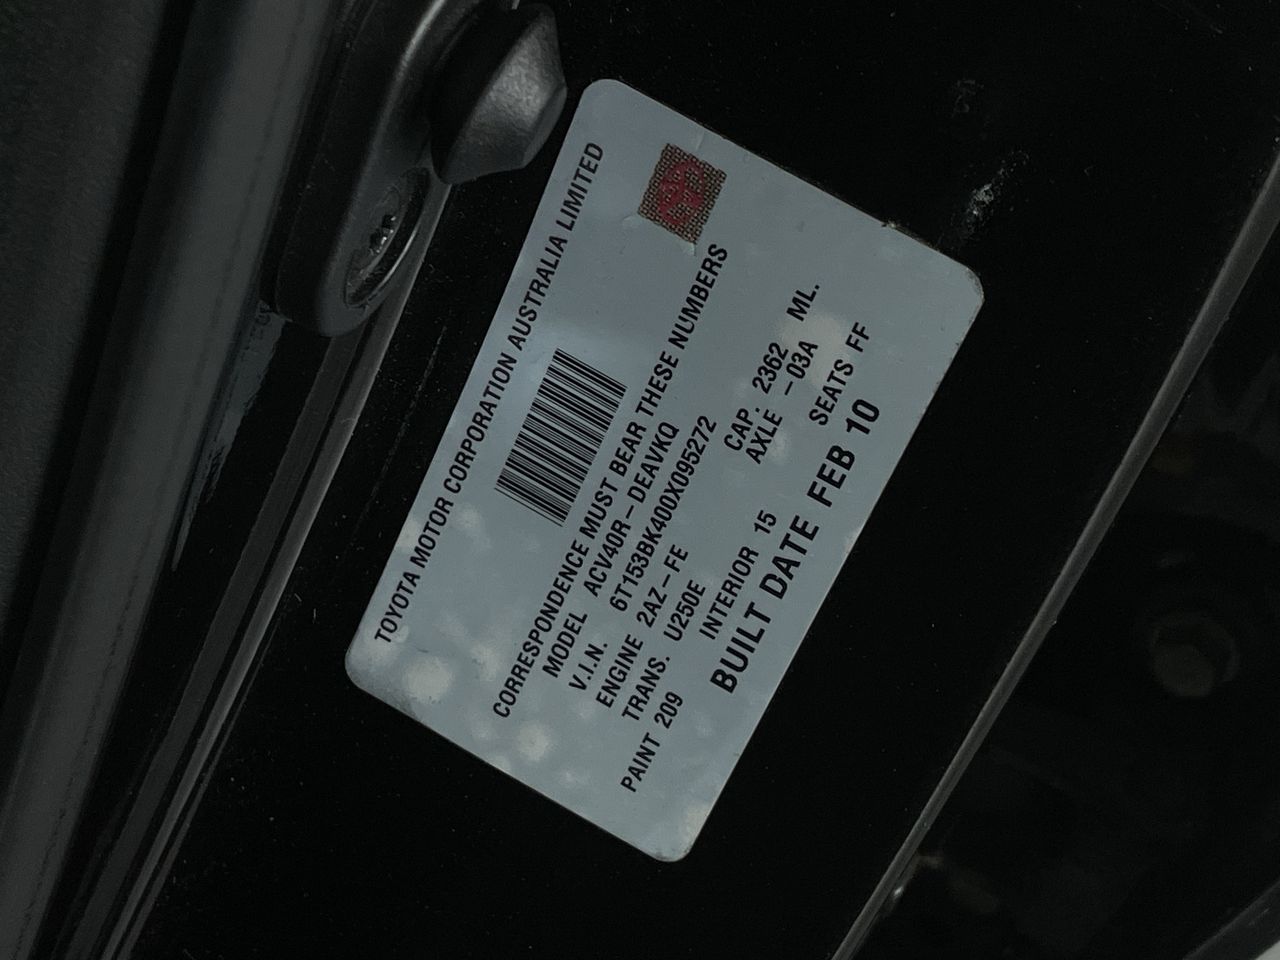 TOYOTA MOTOR CORPORATION AUSTRALIA LIMITED
CORRESPONDENCE MUST BEAR THESE NUMBERS
MODEL ACV40R-DEAVKQ
V.I.N. 6T153BK400X095272
ENGINE 2AZ-FE CAP. 2362 ML.
TRANS. U250E AXLE -03A
PAINT 209 INTERIOR 15 SEATS FF
BUILT DATE FEB 10